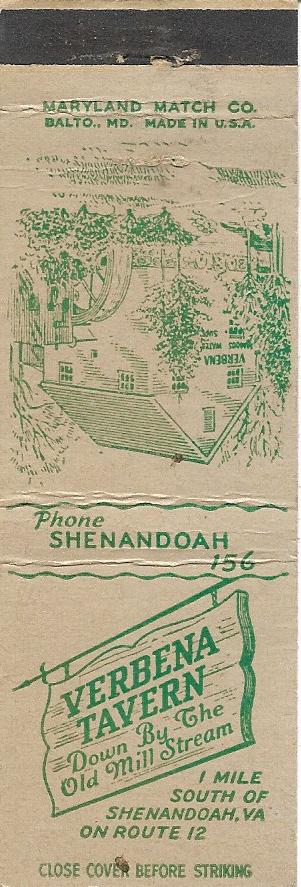 MARYLAND MATCH CO.
BALTO., MD. MADE IN U.S.A.
VERBENA
Phone
SHENANDOAH
156
VERBENA
TAVERN
Down By The
Old Mill Stream
1 MILE
SOUTH OF
SHENANDOAH, VA
ON ROUTE 12
CLOSE COVER BEFORE STRIKING